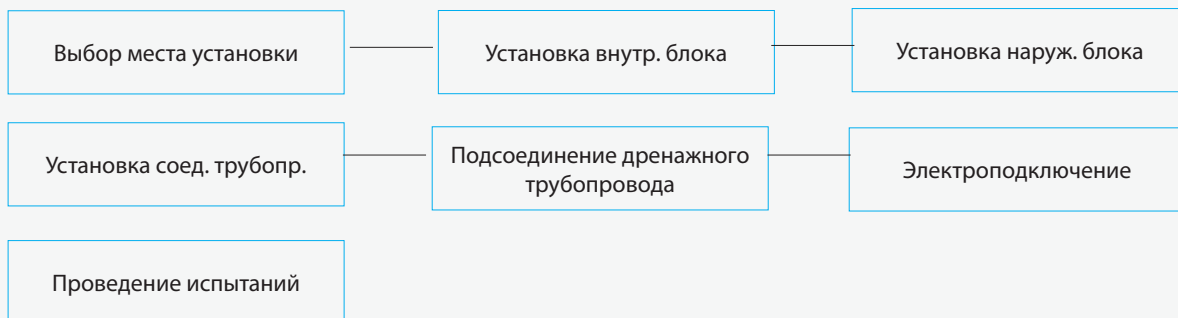 Выбор места установки
Установка внутр. блока
Установка наруж. блока
Установка соед. трубопр.
Подсоединение дренажного
трубопровода
Электроподключение
Проведение испытаний